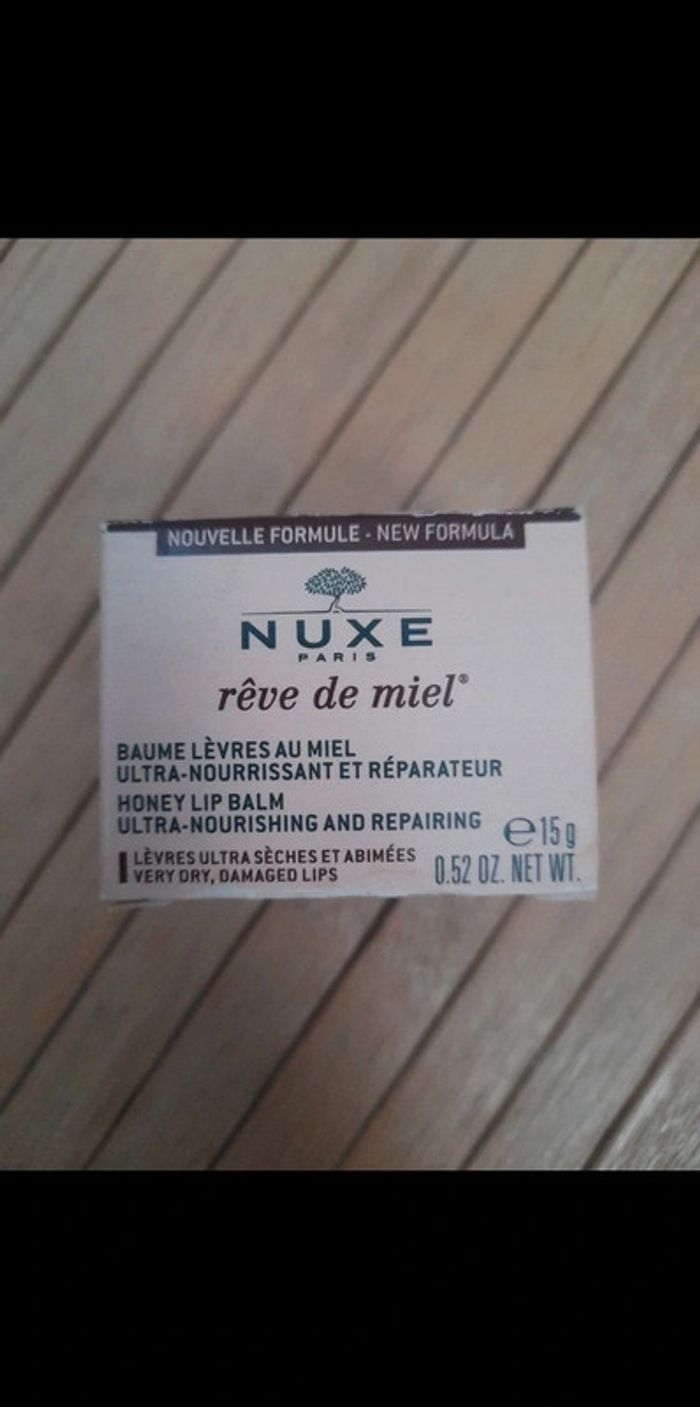 NOUVELLE FORMULE - NEW FORMULA
NUXE
PARIS
rêve de miel®
BAUME LÈVRES AU MIEL
ULTRA-NOURRISSANT ET RÉPARATEUR
HONEY LIP BALM
ULTRA-NOURISHING AND REPAIRING
℮ 15 g
LÈVRES ULTRA SÈCHES ET ABIMÉES
VERY DRY, DAMAGED LIPS
0.52 OZ. NET WT.